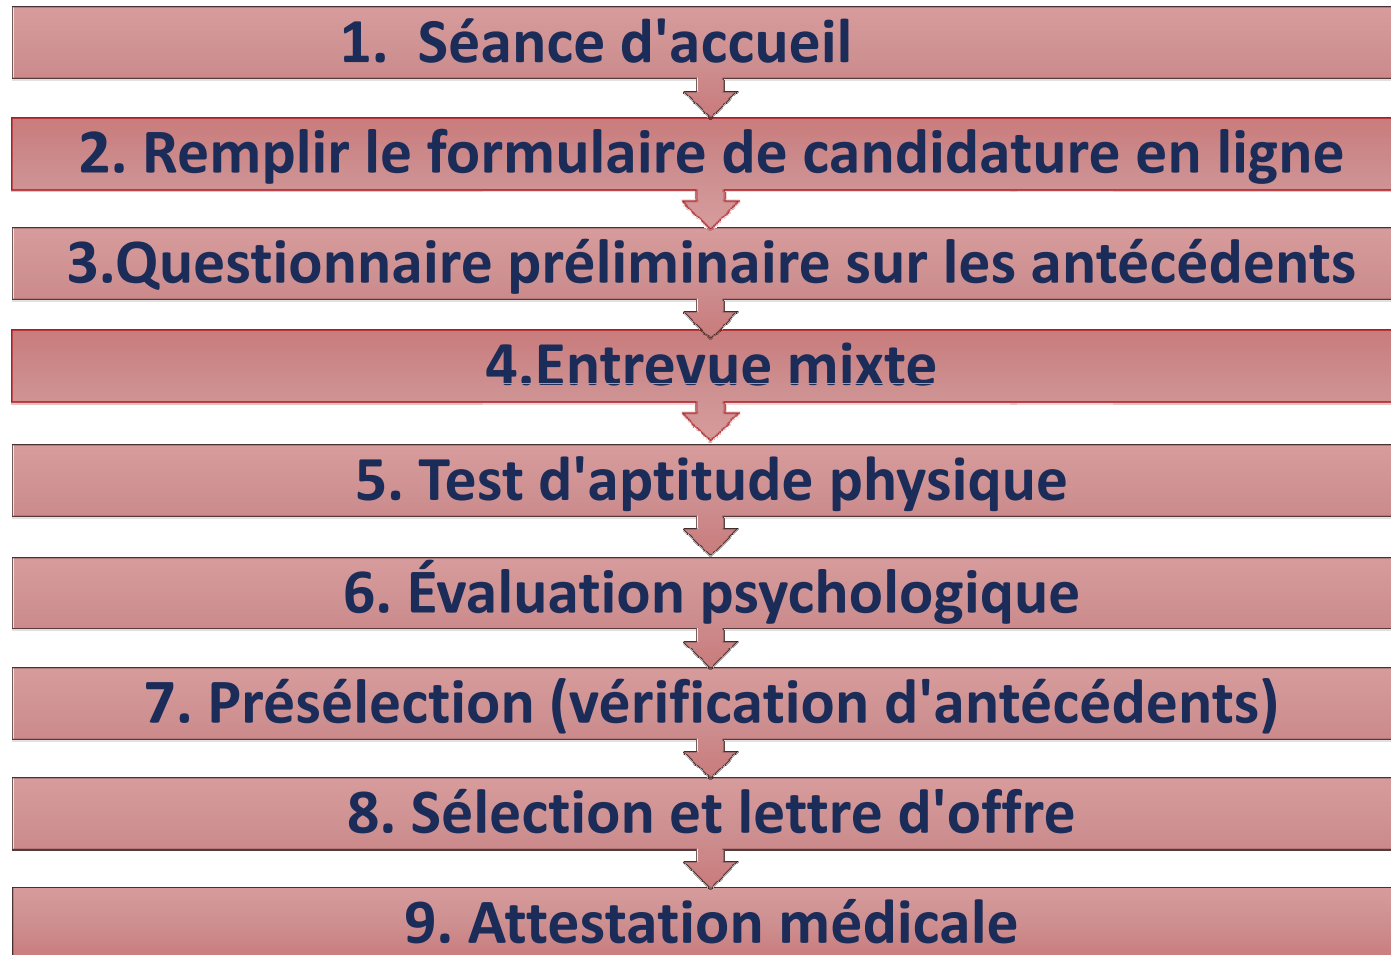 1. Séance d'accueil
2. Remplir le formulaire de candidature en ligne
3.Questionnaire préliminaire sur les antécédents
4.Entrevue mixte
5. Test d'aptitude physique
6. Évaluation psychologique
7. Présélection (vérification d'antécédents)
8. Sélection et lettre d'offre
9. Attestation médicale